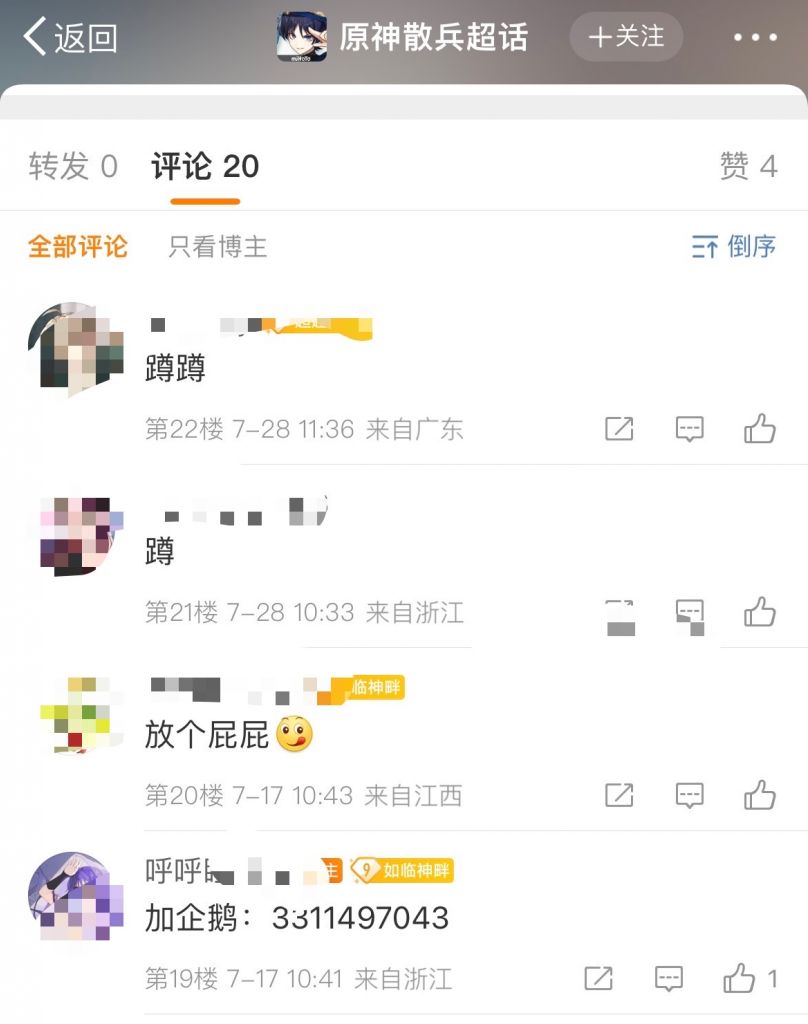 返回
原神散兵超话
+关注
转发 0
评论 20
赞 4
全部评论
只看博主
倒序
蹲蹲
第22楼 7-28 11:36 来自广东
蹲
第21楼 7-28 10:33 来自浙江
临神畔
放个屁屁
第20楼 7-17 10:43 来自江西
呼呼
主
9
如临神畔
加企鹅：3311497043
第19楼 7-17 10:41 来自浙江
1